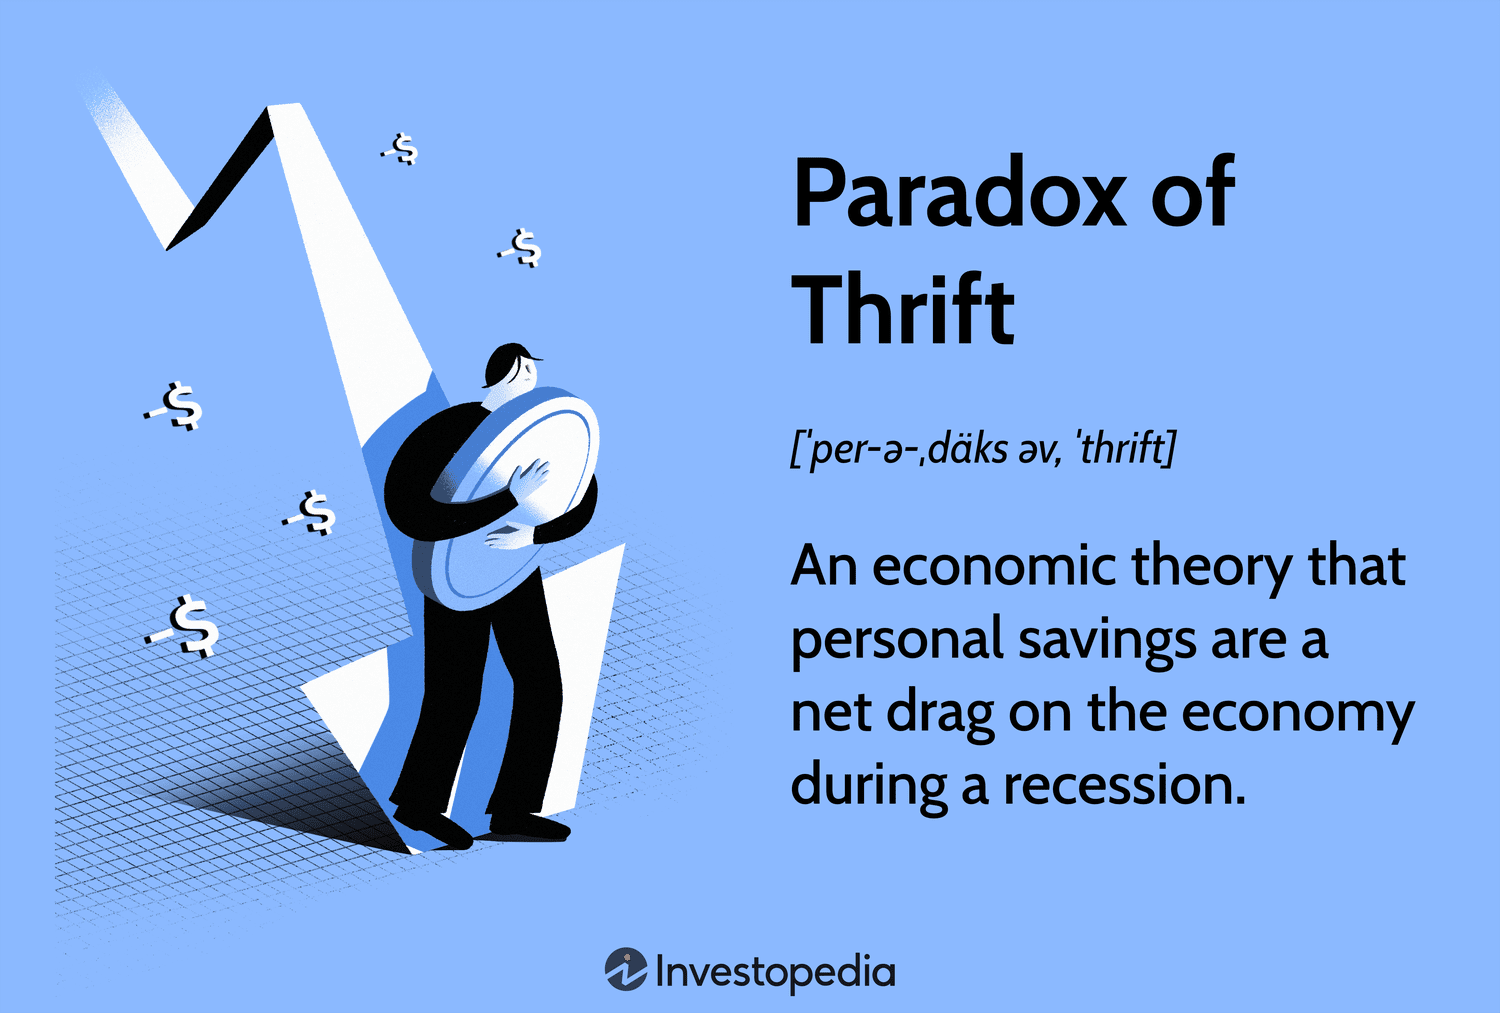 -$
-$
-$
-$
-$
Paradox of
Thrift
[ˈper-ə-ˌdäks əv, ˈthrift]
An economic theory that
personal savings are a
net drag on the economy
during a recession.
Investopedia